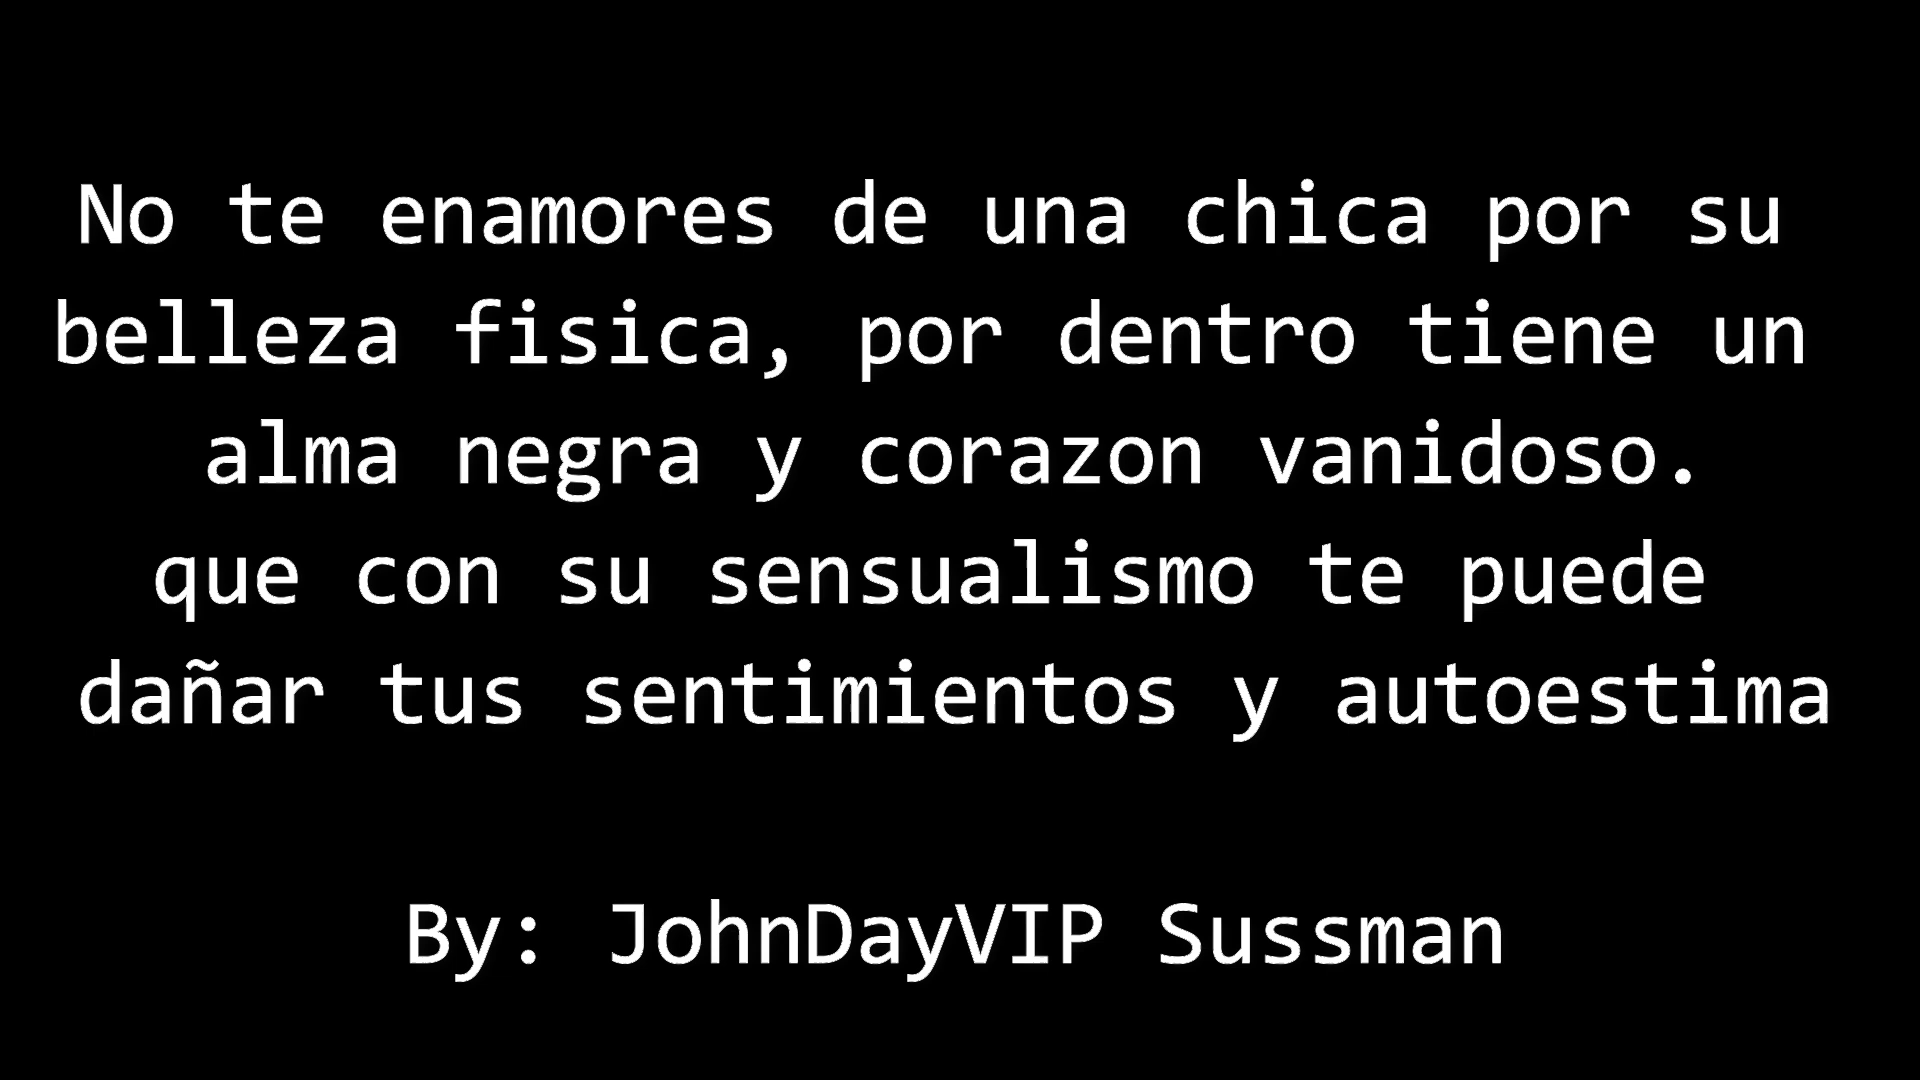 No te enamores de una chica por su
belleza fisica, por dentro tiene un
alma negra y corazon vanidoso.
que con su sensualismo te puede
dañar tus sentimientos y autoestima
By: JohnDayVIP Sussman